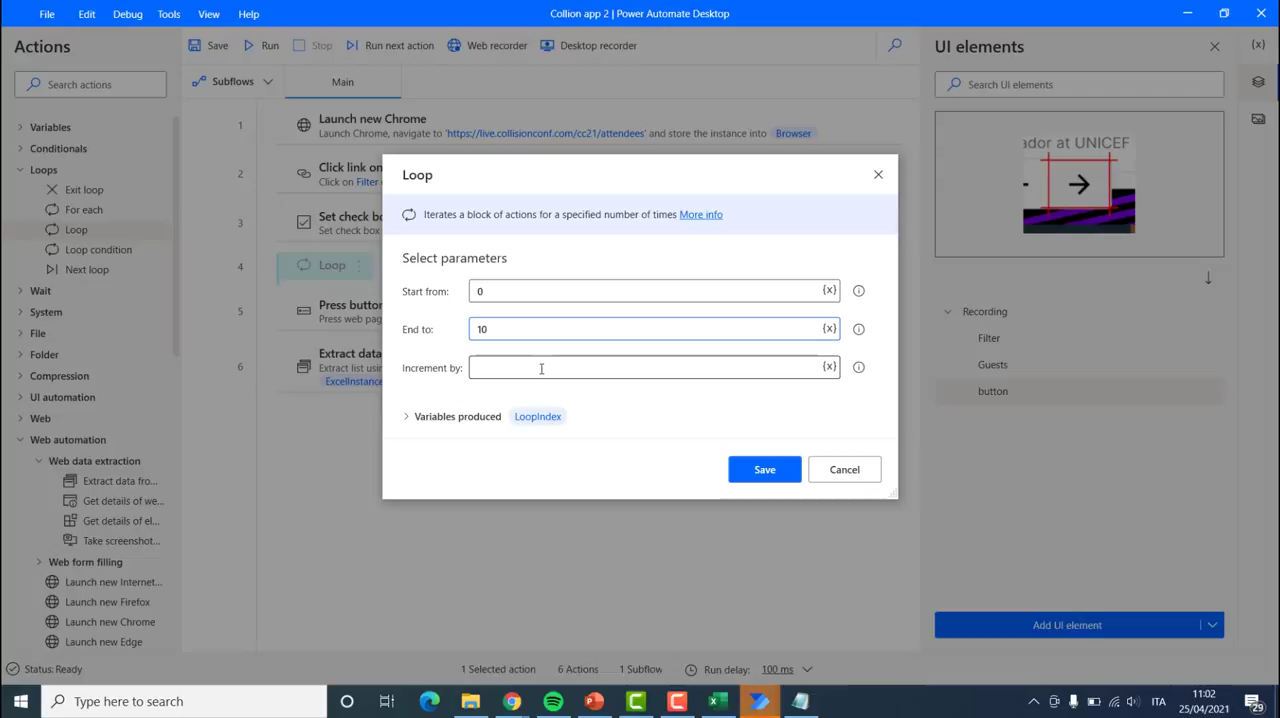 File Edit Debug Tools View Help
Collion app 2 | Power Automate Desktop
Actions
Search actions
Variables
Conditionals
Loops
Exit loop
For each
Loop
Loop condition
Next loop
Wait
System
File
Folder
Compression
UI automation
Web
Web automation
Web data extraction
Extract data fro...
Get details of we...
Get details of el...
Take screenshot...
Web form filling
Launch new Internet...
Launch new Firefox
Launch new Chrome
Launch new Edge
Save Run Stop Run next action Web recorder Desktop recorder
Subflows Main
1 Launch new Chrome
Launch Chrome, navigate to 'https://live.collisionconf.com/cc21/attendees' and store the instance into Browser
2 Click link on
Click on Filter
3 Set check bo
Set check box
4 Loop
5 Press button
Press web page
6 Extract data
Extract list using
ExcelInstance
Loop
Iterates a block of actions for a specified number of times More info
Select parameters
Start from: 0 {x}
End to: 10 {x}
Increment by: {x}
Variables produced LoopIndex
Save Cancel
UI elements
{x}
Search UI elements
ador at UNICEF
Recording
Filter
Guests
button
Add UI element
Status: Ready
1 Selected action 6 Actions 1 Subflow Run delay: 100 ms
Type here to search
ITA
11:02
25/04/2021
29